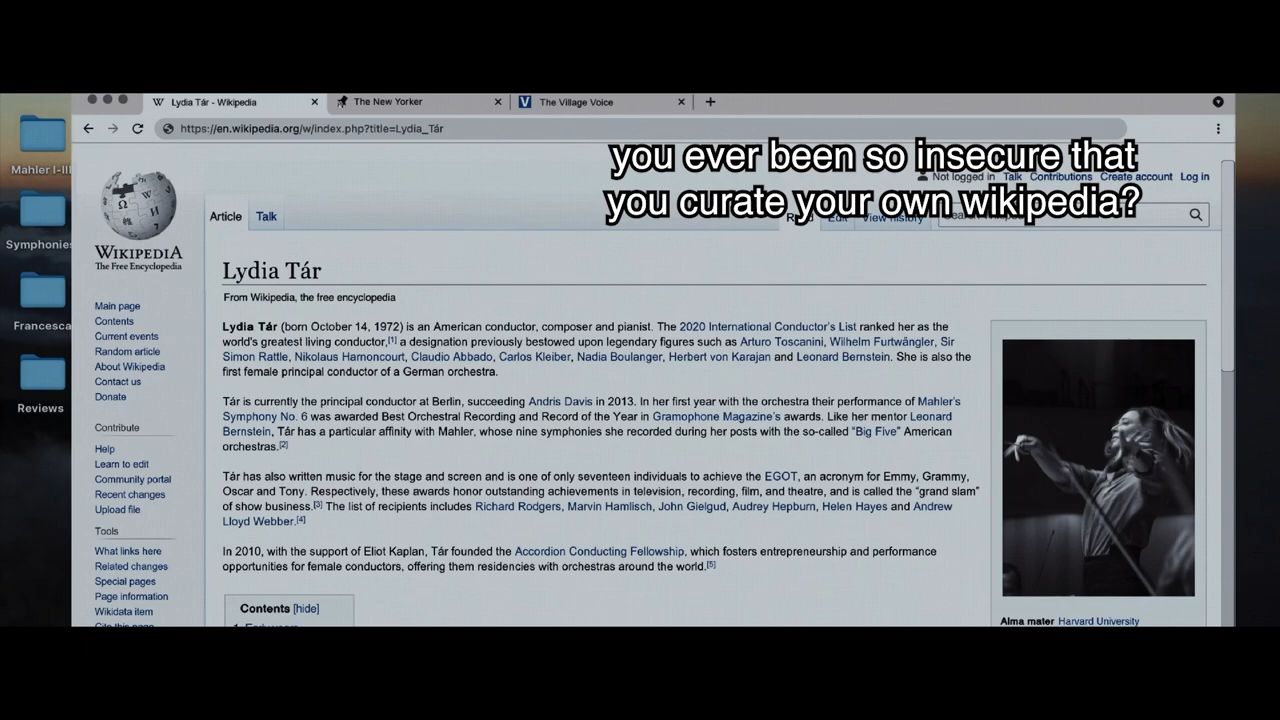 Lydia Tár - Wikipedia
The New Yorker
The Village Voice
https://en.wikipedia.org/w/index.php?title=Lydia_Tár
you ever been so insecure that
you curate your own wikipedia?
Not logged in Talk Contributions Create account Log in
Mahler I-III
Symphonies
Francesca
Reviews
WIKIPEDIA
The Free Encyclopedia
Main page
Contents
Current events
Random article
About Wikipedia
Contact us
Donate
Contribute
Help
Learn to edit
Community portal
Recent changes
Upload file
Tools
What links here
Related changes
Special pages
Page information
Wikidata item
Cite this page
Article Talk
Edit View history
Lydia Tár
From Wikipedia, the free encyclopedia
Lydia Tár (born October 14, 1972) is an American conductor, composer and pianist. The 2020 International Conductor's List ranked her as the
world's greatest living conductor,[1] a designation previously bestowed upon legendary figures such as Arturo Toscanini, Wilhelm Furtwängler, Sir
Simon Rattle, Nikolaus Harnoncourt, Claudio Abbado, Carlos Kleiber, Nadia Boulanger, Herbert von Karajan and Leonard Bernstein. She is also the
first female principal conductor of a German orchestra.
Tár is currently the principal conductor at Berlin, succeeding Andris Davis in 2013. In her first year with the orchestra their performance of Mahler's
Symphony No. 6 was awarded Best Orchestral Recording and Record of the Year in Gramophone Magazine's awards. Like her mentor Leonard
Bernstein, Tár has a particular affinity with Mahler, whose nine symphonies she recorded during her posts with the so-called "Big Five" American
orchestras.[2]
Tár has also written music for the stage and screen and is one of only seventeen individuals to achieve the EGOT, an acronym for Emmy, Grammy,
Oscar and Tony. Respectively, these awards honor outstanding achievements in television, recording, film, and theatre, and is called the "grand slam"
of show business.[3] The list of recipients includes Richard Rodgers, Marvin Hamlisch, John Gielgud, Audrey Hepburn, Helen Hayes and Andrew
Lloyd Webber.[4]
In 2010, with the support of Eliot Kaplan, Tár founded the Accordion Conducting Fellowship, which fosters entrepreneurship and performance
opportunities for female conductors, offering them residencies with orchestras around the world.[5]
Contents [hide]
1 Early years
Alma mater Harvard University